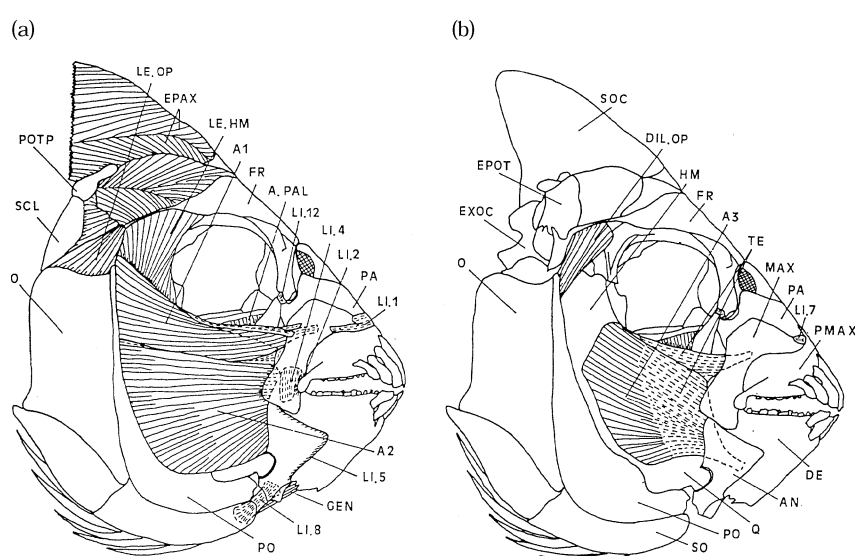 (a)
LE.OP
EPAX
LE.HM
POTP
A1
FR
A.PAL
LI.12
LI.4
LI.2
SCL
PA
LI.1
O
A2
LI.5
GEN
LI.8
PO
(b)
SOC
DIL.OP
HM
EPOT
FR
EXOC
A3
TE
O
MAX
PA
LI.7
PMAX
DE
AN.
Q
PO
SO